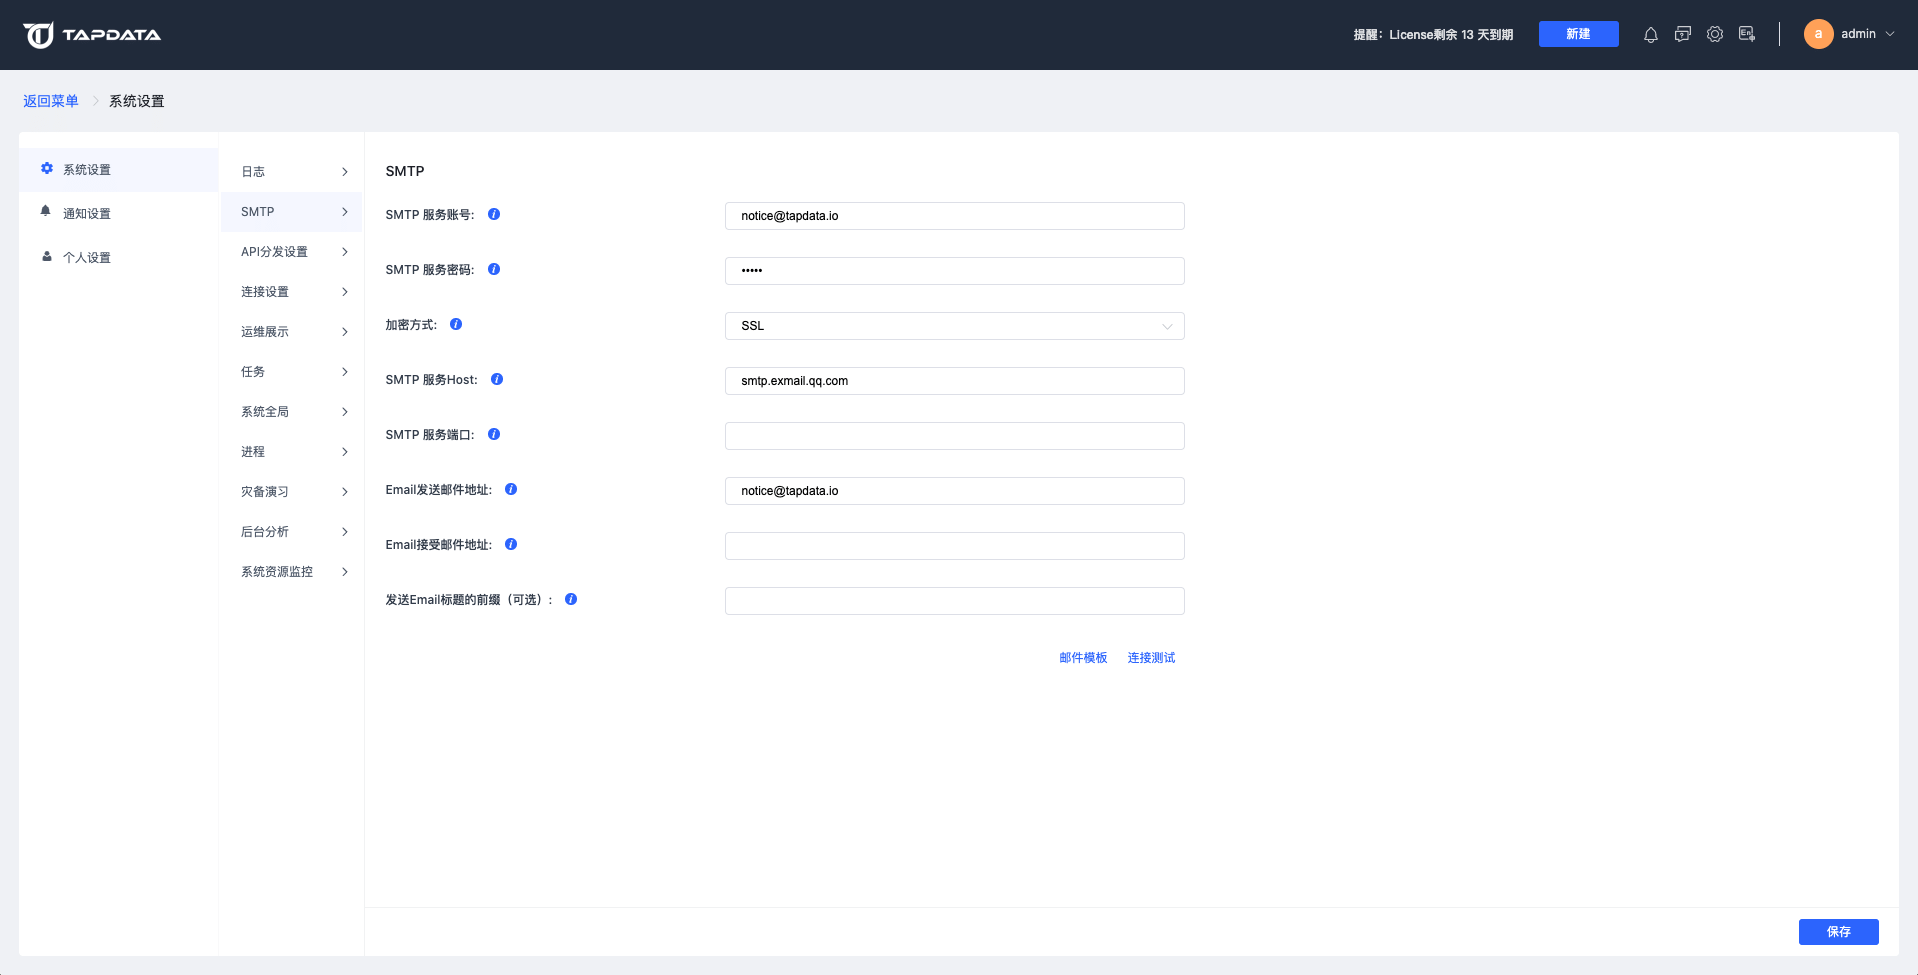 TAPDATA
提醒：License剩余 13 天到期
新建
a
admin
返回菜单
系统设置
系统设置
通知设置
个人设置
日志
SMTP
API分发设置
连接设置
运维展示
任务
系统全局
进程
灾备演习
后台分析
系统资源监控
SMTP
SMTP 服务账号:
notice@tapdata.io
SMTP 服务密码:
•••••
加密方式:
SSL
SMTP 服务Host:
smtp.exmail.qq.com
SMTP 服务端口:
Email发送邮件地址:
notice@tapdata.io
Email接受邮件地址:
发送Email标题的前缀（可选）:
邮件模板 连接测试
保存